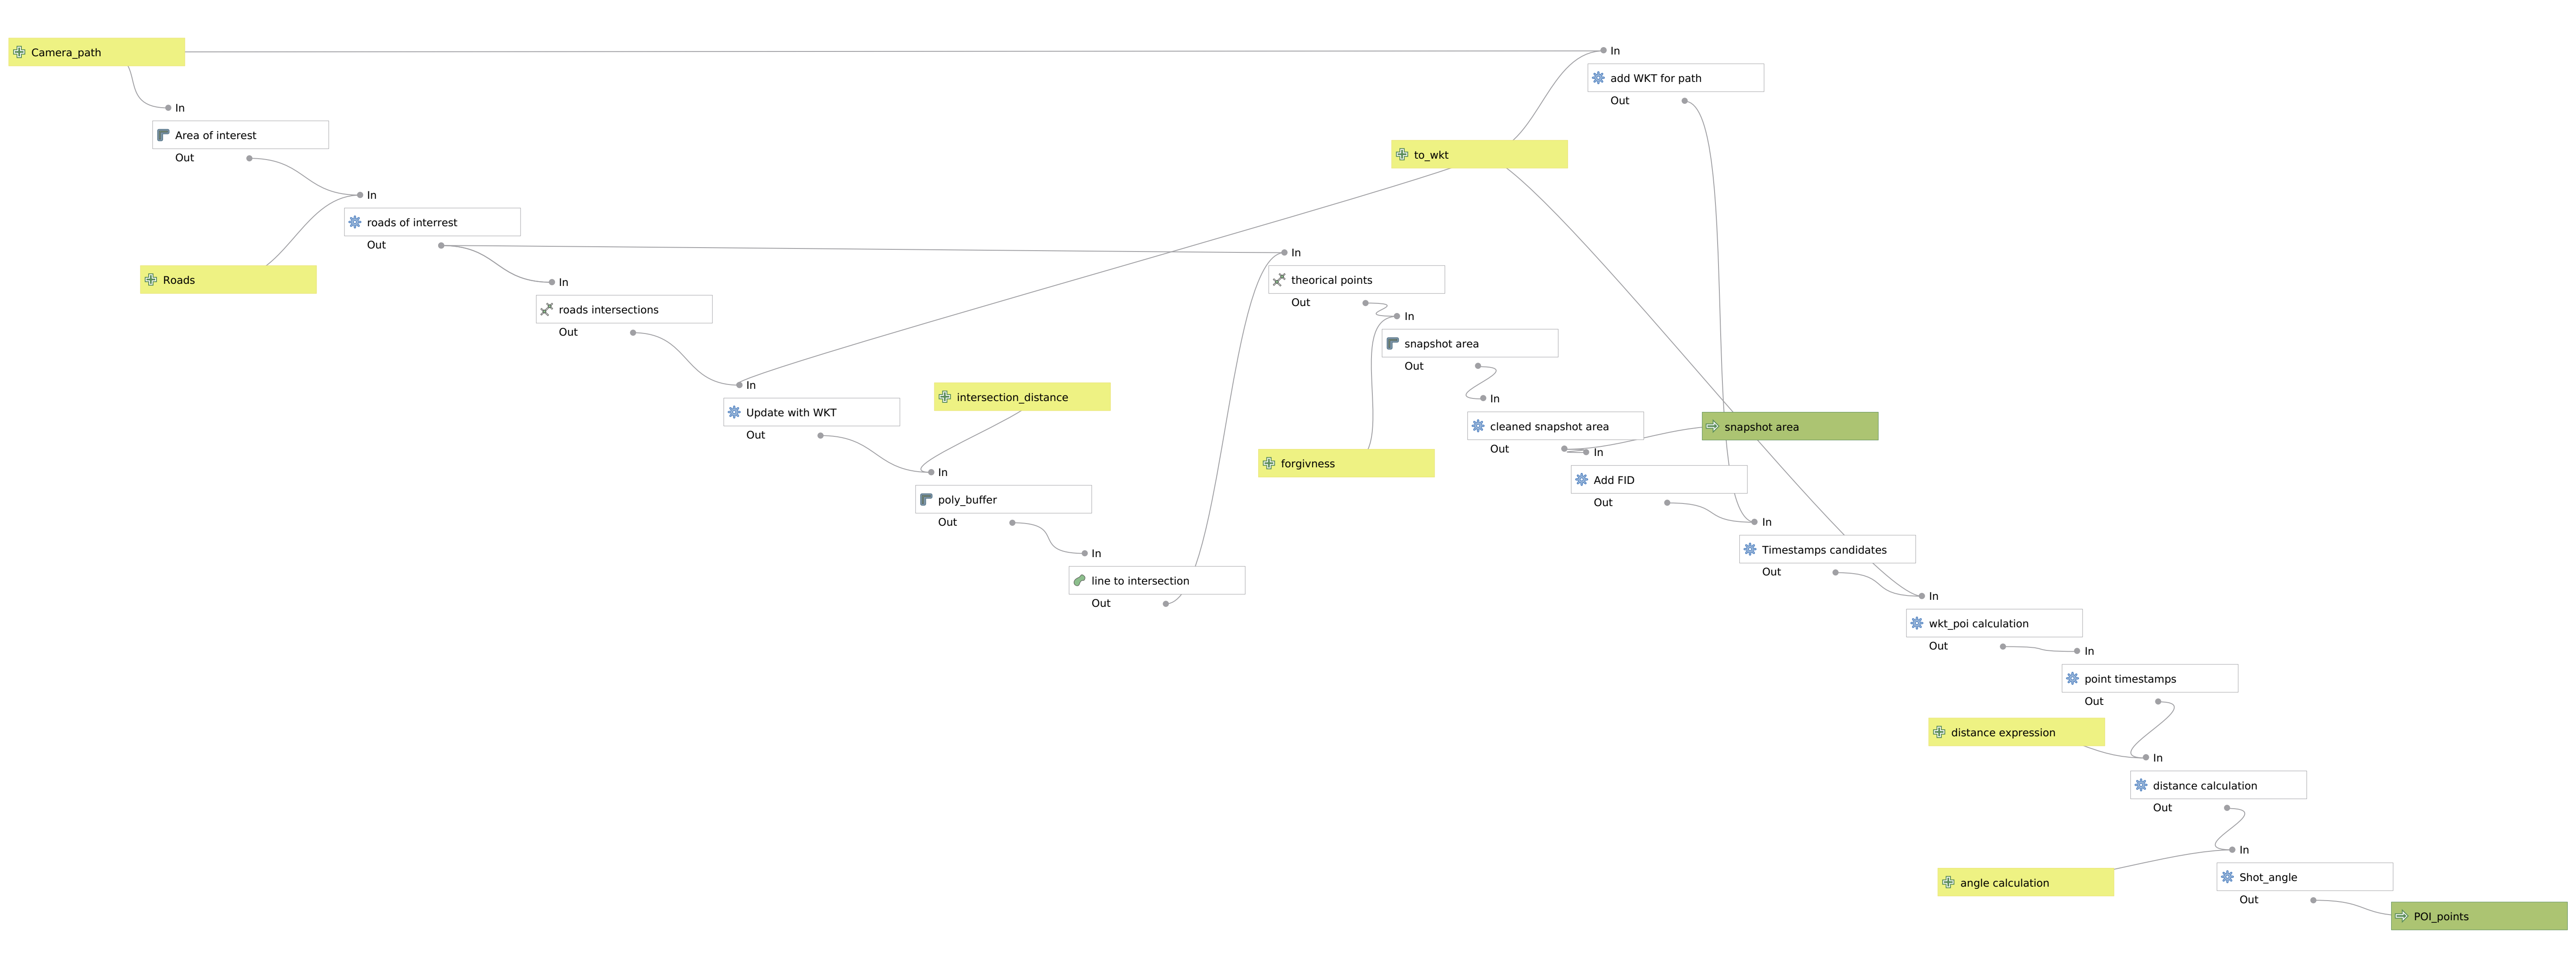 Camera_path
In
add WKT for path
Out
In
Area of interest
Out
to_wkt
In
roads of interrest
Out
Roads
In
theorical points
Out
In
roads intersections
Out
In
snapshot area
Out
In
Update with WKT
Out
intersection_distance
In
cleaned snapshot area
Out
snapshot area
In
Add FID
Out
forgivness
In
poly_buffer
Out
In
Timestamps candidates
Out
In
line to intersection
Out
In
wkt_poi calculation
Out
In
point timestamps
Out
distance expression
In
distance calculation
Out
In
Shot_angle
Out
angle calculation
POI_points